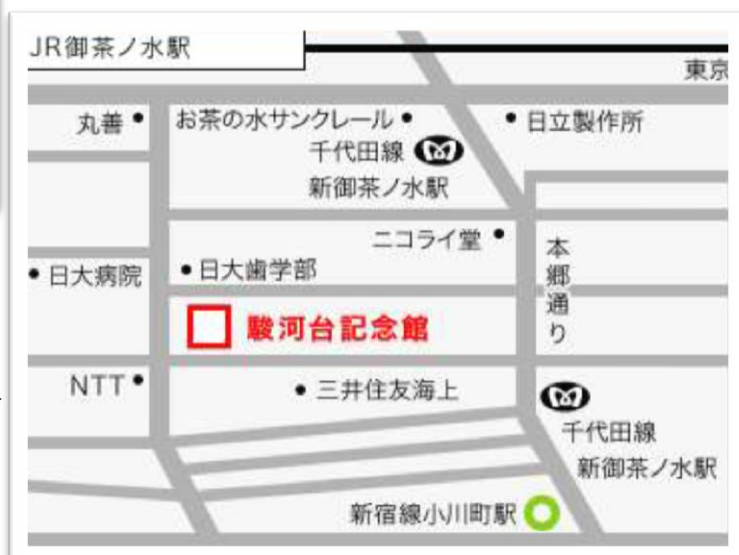 JR御茶ノ水駅
東京
丸善
お茶の水サンクレール
日立製作所
千代田線
新御茶ノ水駅
ニコライ堂
本郷通り
日大病院
日大歯学部
駿河台記念館
NTT
三井住友海上
千代田線
新御茶ノ水駅
新宿線小川町駅